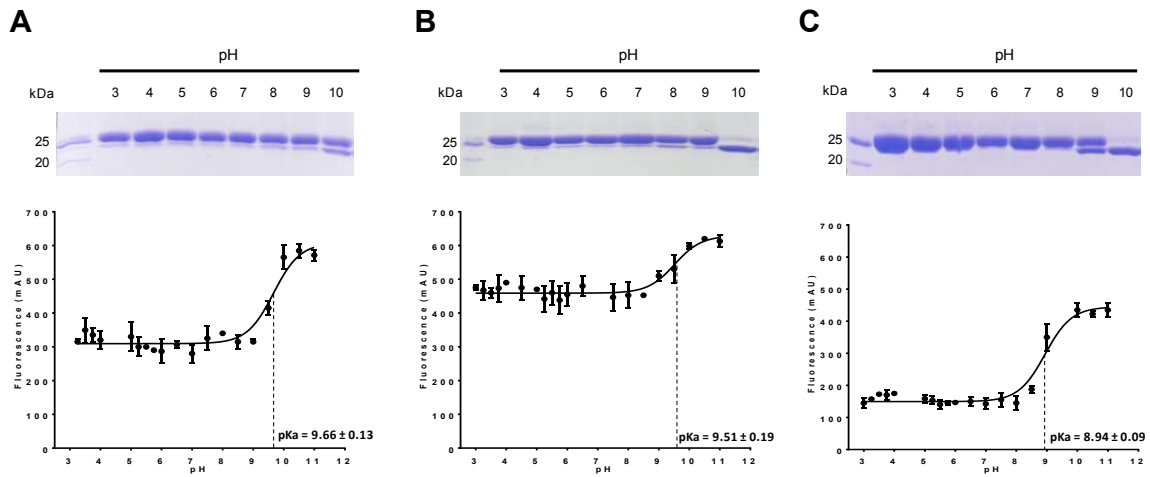 A
pH
kDa
3 4 5 6 7 8 9 10
25
20
700
600
500
400
300
200
100
0
Fluorescence (mAU)
pKa = 9.66 ± 0.13
3 4 5 6 7 8 9 10 11 12
pH
B
pH
kDa
3 4 5 6 7 8 9 10
25
20
700
600
500
400
300
200
100
0
Fluorescence (mAU)
pKa = 9.51 ± 0.19
3 4 5 6 7 8 9 10 11 12
pH
C
pH
kDa
3 4 5 6 7 8 9 10
25
20
700
600
500
400
300
200
100
0
Fluorescence (mAU)
pKa = 8.94 ± 0.09
3 4 5 6 7 8 9 10 11 12
pH